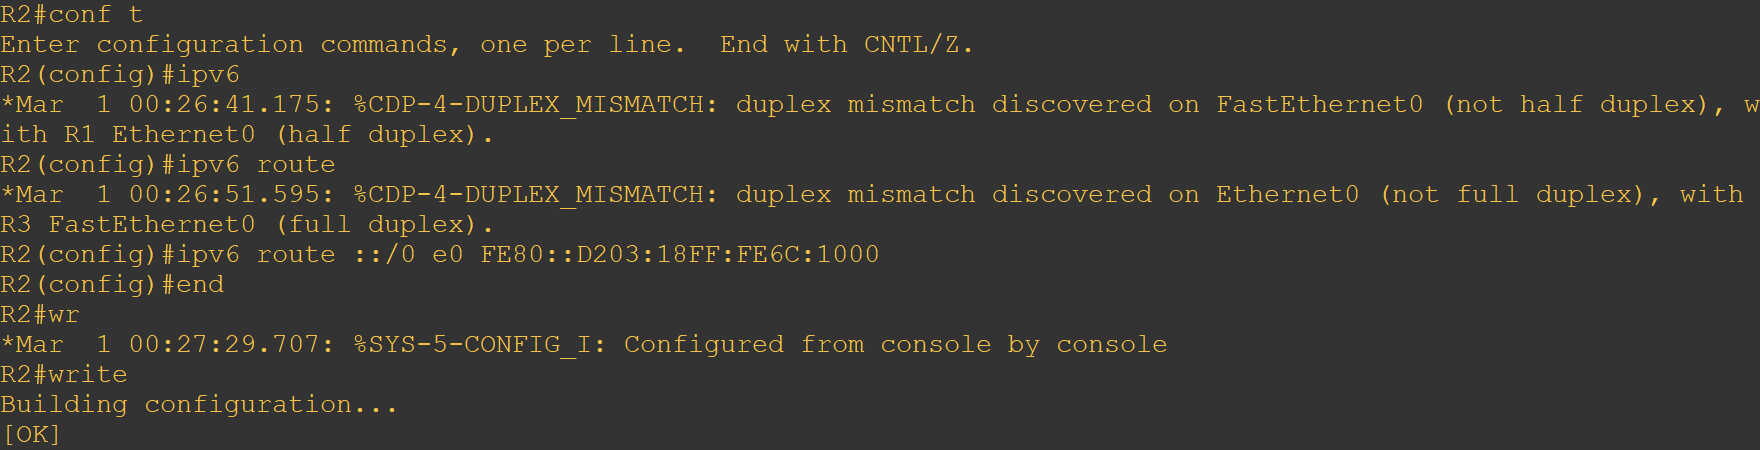 R2#conf t
Enter configuration commands, one per line.  End with CNTL/Z.
R2(config)#ipv6
*Mar  1 00:26:41.175: %CDP-4-DUPLEX_MISMATCH: duplex mismatch discovered on FastEthernet0 (not half duplex), w
ith R1 Ethernet0 (half duplex).
R2(config)#ipv6 route
*Mar  1 00:26:51.595: %CDP-4-DUPLEX_MISMATCH: duplex mismatch discovered on Ethernet0 (not full duplex), with
R3 FastEthernet0 (full duplex).
R2(config)#ipv6 route ::/0 e0 FE80::D203:18FF:FE6C:1000
R2(config)#end
R2#wr
*Mar  1 00:27:29.707: %SYS-5-CONFIG_I: Configured from console by console
R2#write
Building configuration...
[OK]